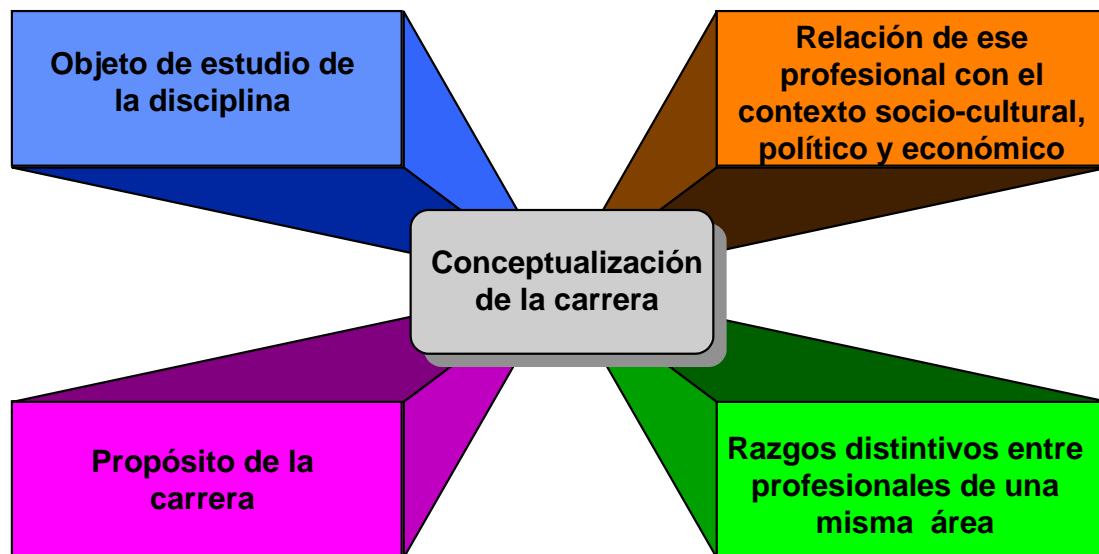 Objeto de estudio de
la disciplina
Relación de ese
profesional con el
contexto socio-cultural,
político y económico
Conceptualización
de la carrera
Propósito de la
carrera
Razgos distintivos entre
profesionales de una
misma área